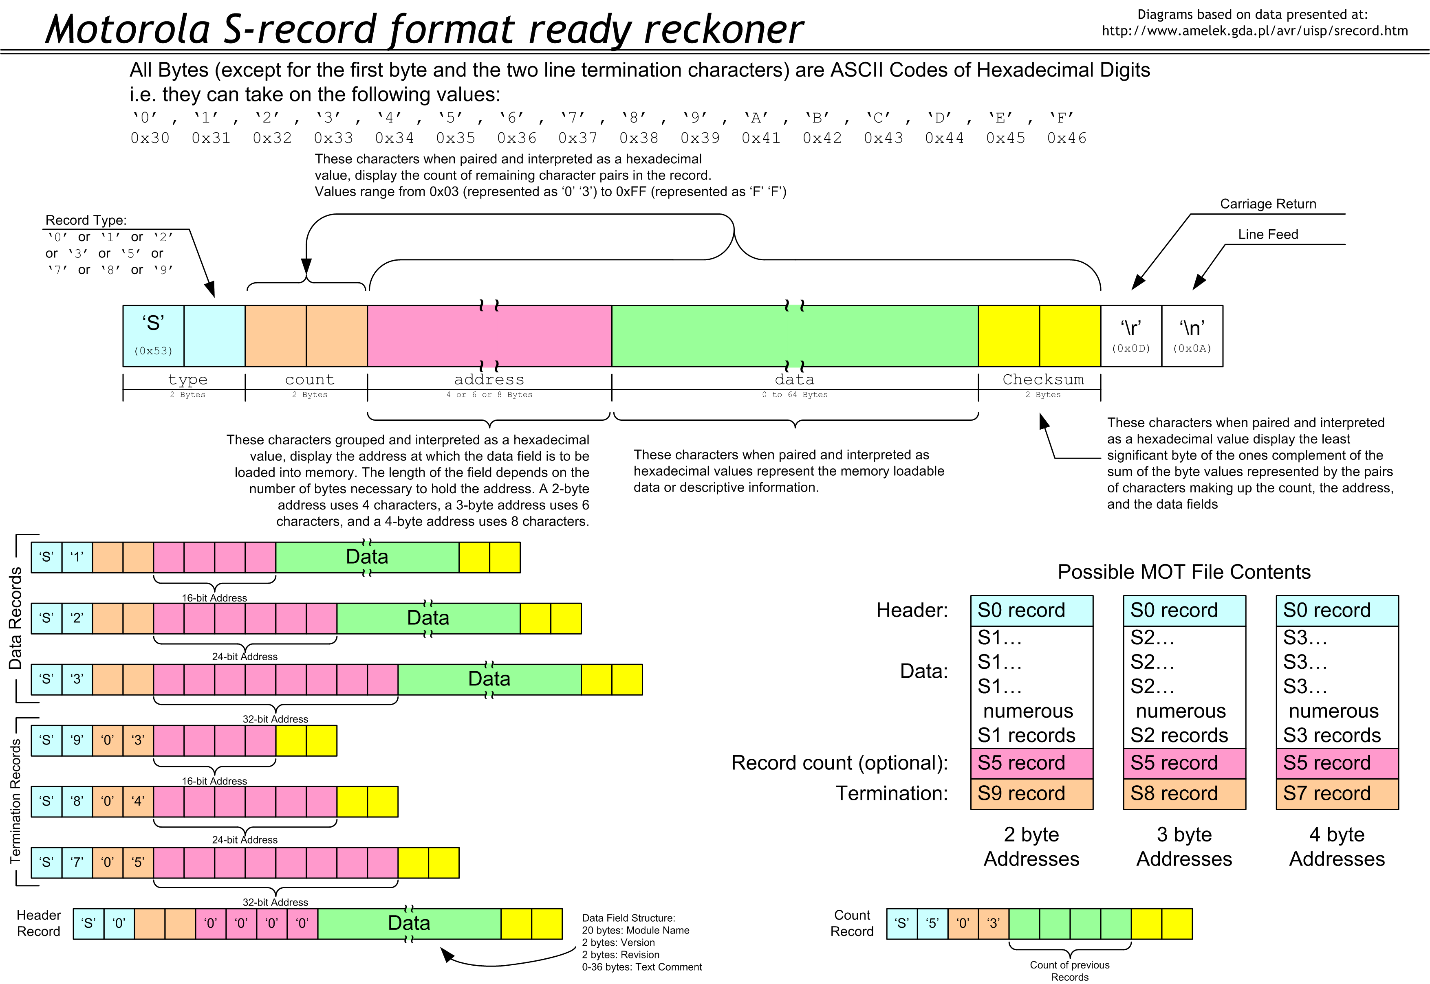 Motorola S-record format ready reckoner
Diagrams based on data presented at:
http://www.amelek.gda.pl/avr/uisp/srecord.htm
All Bytes (except for the first byte and the two line termination characters) are ASCII Codes of Hexadecimal Digits
i.e. they can take on the following values:
‘0’ , ‘1’ , ‘2’ , ‘3’ , ‘4’ , ‘5’ , ‘6’ , ‘7’ , ‘8’ , ‘9’ , ‘A’ , ‘B’ , ‘C’ , ‘D’ , ‘E’ , ‘F’
0x30 0x31 0x32 0x33 0x34 0x35 0x36 0x37 0x38 0x39 0x41 0x42 0x43 0x44 0x45 0x46
These characters when paired and interpreted as a hexadecimal
value, display the count of remaining character pairs in the record.
Values range from 0x03 (represented as ‘0’ ‘3’) to 0xFF (represented as ‘F’ ‘F’)
Record Type:
‘0’ or ‘1’ or ‘2’
or ‘3’ or ‘5’ or
‘7’ or ‘8’ or ‘9’
Carriage Return
Line Feed
‘S’
(0x53)
‘\r’
(0x0D)
‘\n’
(0x0A)
type
2 Bytes
count
2 Bytes
address
4 or 6 or 8 Bytes
data
0 to 64 Bytes
Checksum
2 Bytes
These characters grouped and interpreted as a hexadecimal
value, display the address at which the data field is to be
loaded into memory. The length of the field depends on the
number of bytes necessary to hold the address. A 2-byte
address uses 4 characters, a 3-byte address uses 6
characters, and a 4-byte address uses 8 characters.
These characters when paired and interpreted as
hexadecimal values represent the memory loadable
data or descriptive information.
These characters when paired and interpreted
as a hexadecimal value display the least
significant byte of the ones complement of the
sum of the byte values represented by the pairs
of characters making up the count, the address,
and the data fields
Data Records
‘S’ ‘1’ Data
16-bit Address
‘S’ ‘2’ Data
24-bit Address
‘S’ ‘3’ Data
32-bit Address
Termination Records
‘S’ ‘9’ ‘0’ ‘3’
16-bit Address
‘S’ ‘8’ ‘0’ ‘4’
24-bit Address
‘S’ ‘7’ ‘0’ ‘5’
32-bit Address
Header
Record
‘S’ ‘0’ ‘0’ ‘0’ ‘0’ ‘0’ Data
Data Field Structure:
20 bytes: Module Name
2 bytes: Version
2 bytes: Revision
0-36 bytes: Text Comment
Possible MOT File Contents
Header: S0 record S0 record S0 record
S1… S2… S3…
Data: S1… S2… S3…
S1… S2… S3…
numerous numerous numerous
S1 records S2 records S3 records
Record count (optional): S5 record S5 record S5 record
Termination: S9 record S8 record S7 record
2 byte 3 byte 4 byte
Addresses Addresses Addresses
Count
Record
‘S’ ‘5’ ‘0’ ‘3’
Count of previous
Records